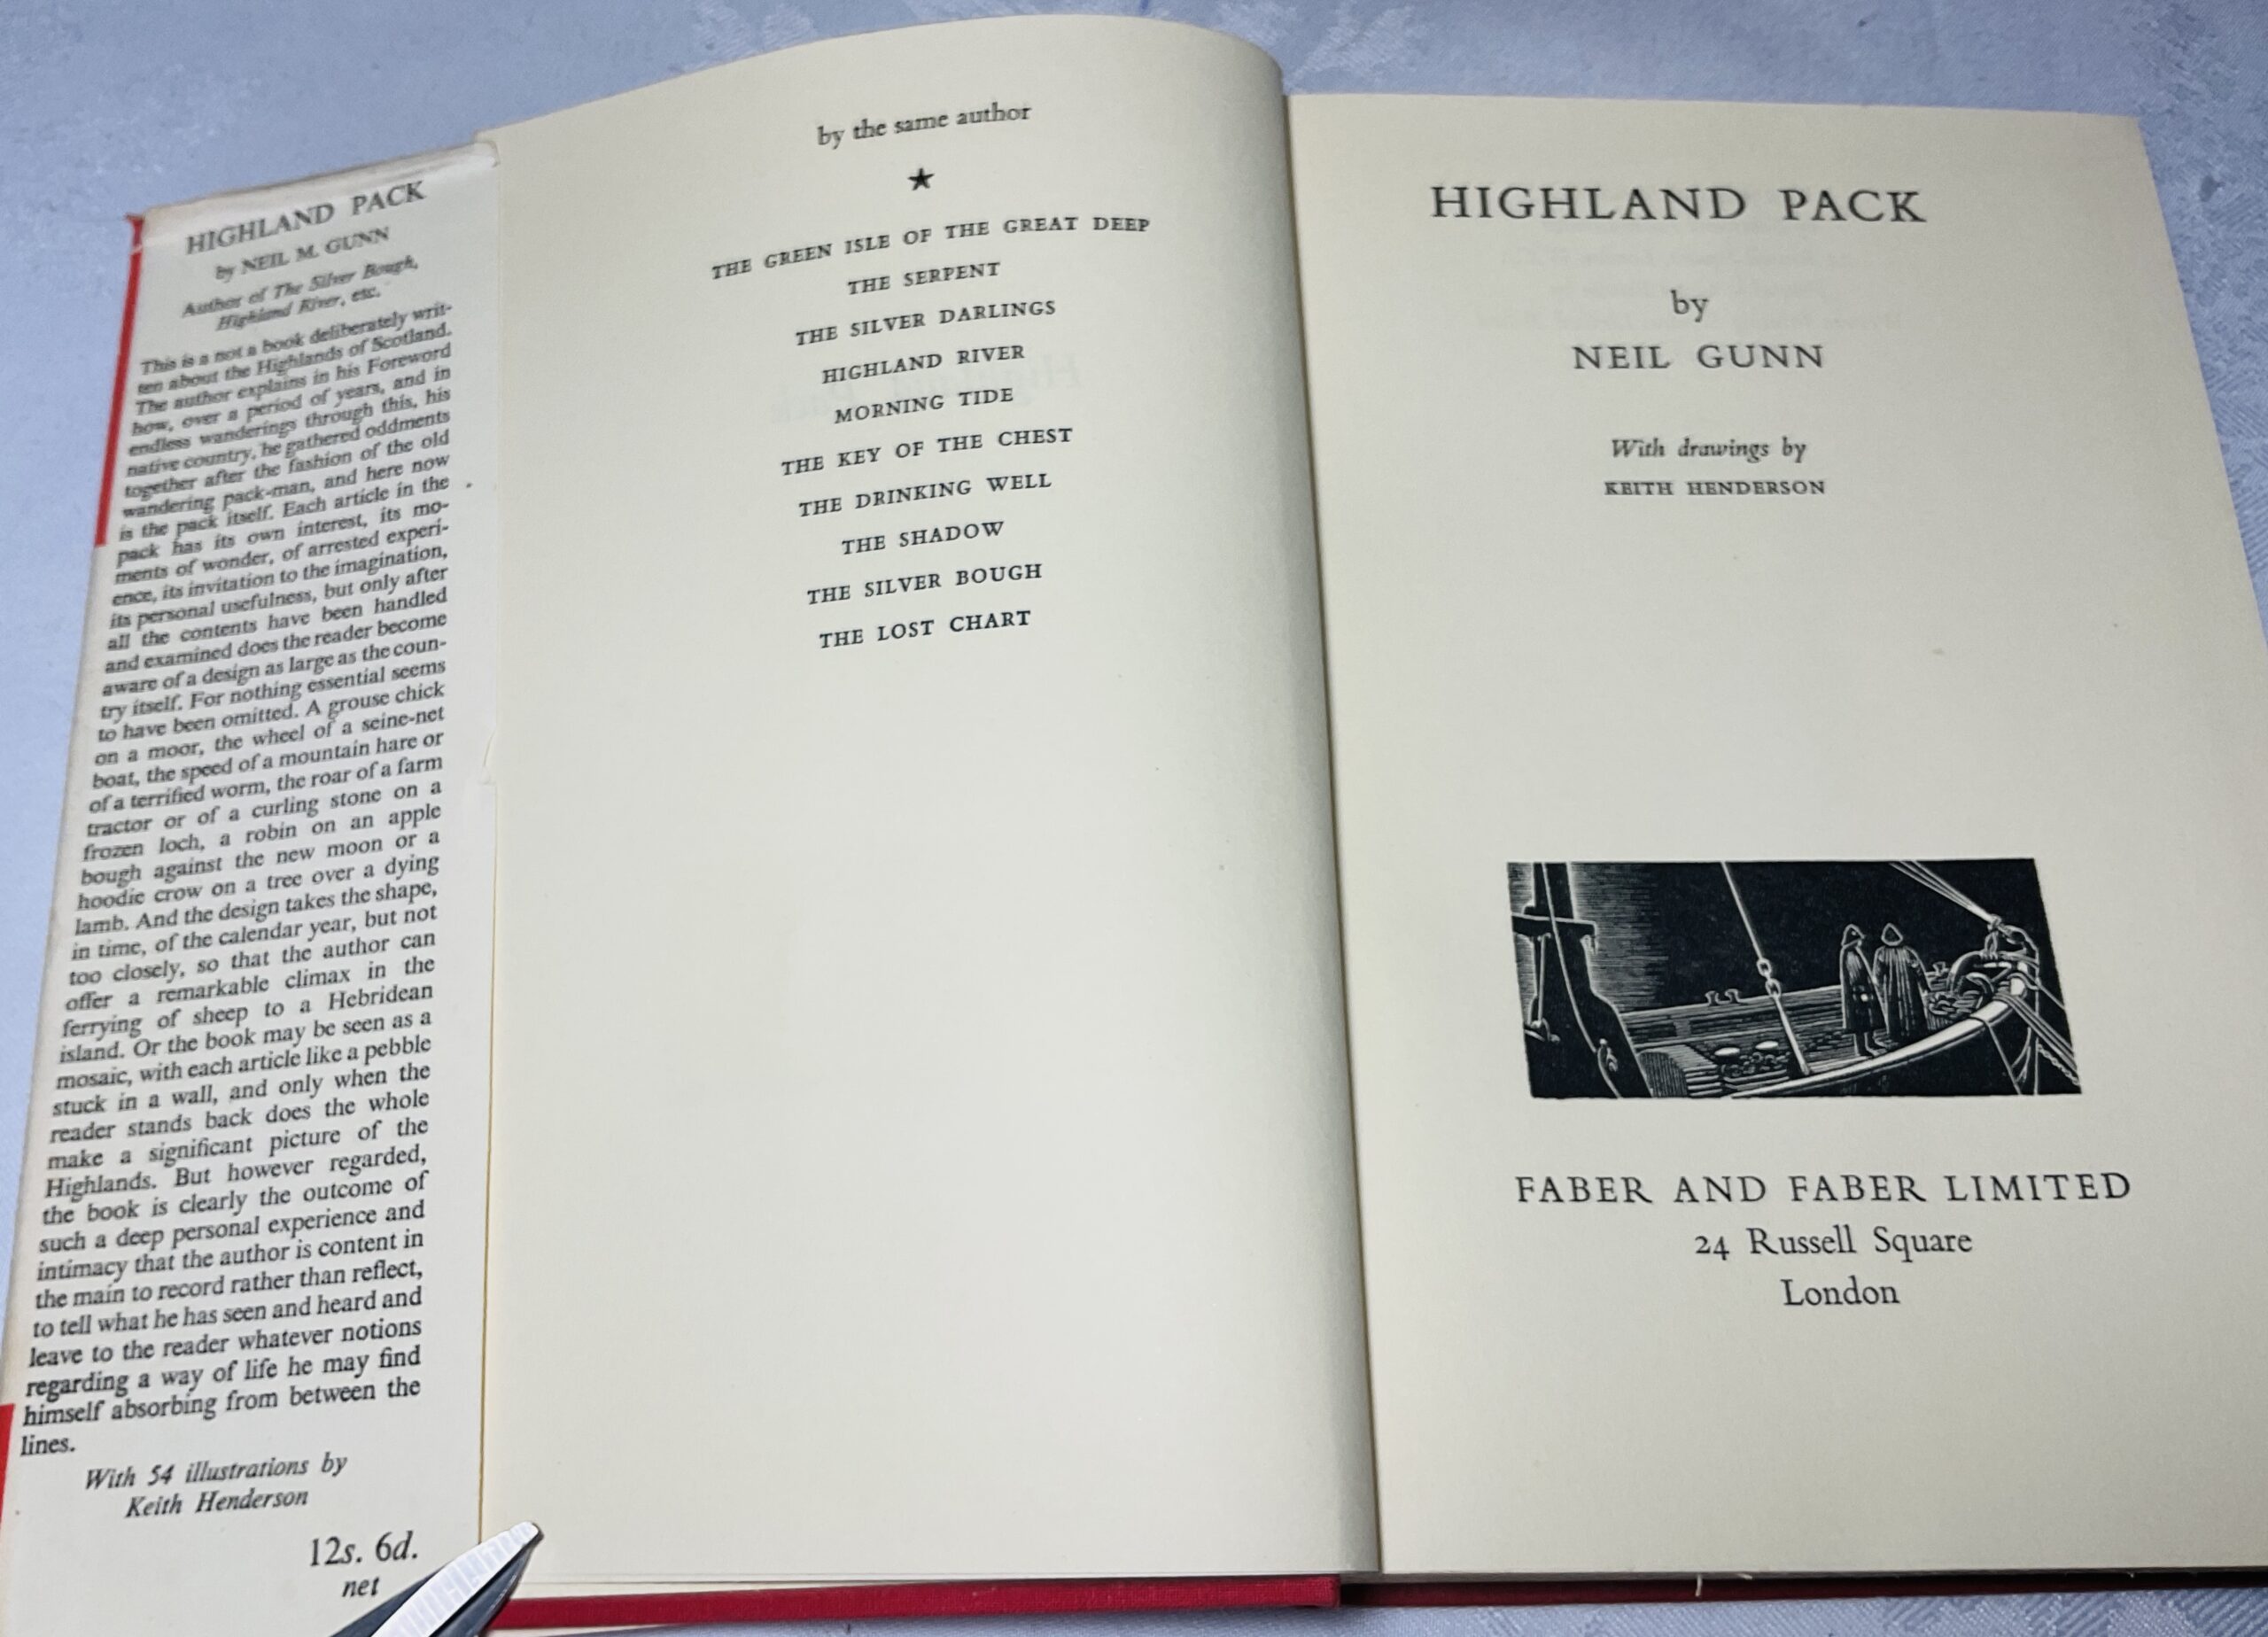 HIGHLAND PACK
by NEIL M. GUNN
Author of The Silver Bough,
Highland River, etc.
This is a not a book deliberately writ-
ten about the Highlands of Scotland.
The author explains in his Foreword
how, over a period of years, and in
endless wanderings through this, his
native country, he gathered oddments
together after the fashion of the old
wandering pack-man, and here now
is the pack itself. Each article in the
pack has its own interest, its mo-
ments of wonder, of arrested experi-
ence, its invitation to the imagination,
its personal usefulness, but only after
all the contents have been handled
and examined does the reader become
aware of a design as large as the coun-
try itself. For nothing essential seems
to have been omitted. A grouse chick
on a moor, the wheel of a seine-net
boat, the speed of a mountain hare or
of a terrified worm, the roar of a farm
tractor or of a curling stone on a
frozen loch, a robin on an apple
bough against the new moon or a
hoodie crow on a tree over a dying
lamb. And the design takes the shape,
in time, of the calendar year, but not
too closely, so that the author can
offer a remarkable climax in the
ferrying of sheep to a Hebridean
island. Or the book may be seen as a
mosaic, with each article like a pebble
stuck in a wall, and only when the
reader stands back does the whole
make a significant picture of the
Highlands. But however regarded,
the book is clearly the outcome of
such a deep personal experience and
intimacy that the author is content in
the main to record rather than reflect,
to tell what he has seen and heard and
leave to the reader whatever notions
regarding a way of life he may find
himself absorbing from between the
lines.
With 54 illustrations by
Keith Henderson
12s. 6d.
net
by the same author
★
THE GREEN ISLE OF THE GREAT DEEP
THE SERPENT
THE SILVER DARLINGS
HIGHLAND RIVER
MORNING TIDE
THE KEY OF THE CHEST
THE DRINKING WELL
THE SHADOW
THE SILVER BOUGH
THE LOST CHART
HIGHLAND PACK
by
NEIL GUNN
With drawings by
KEITH HENDERSON
FABER AND FABER LIMITED
24 Russell Square
London